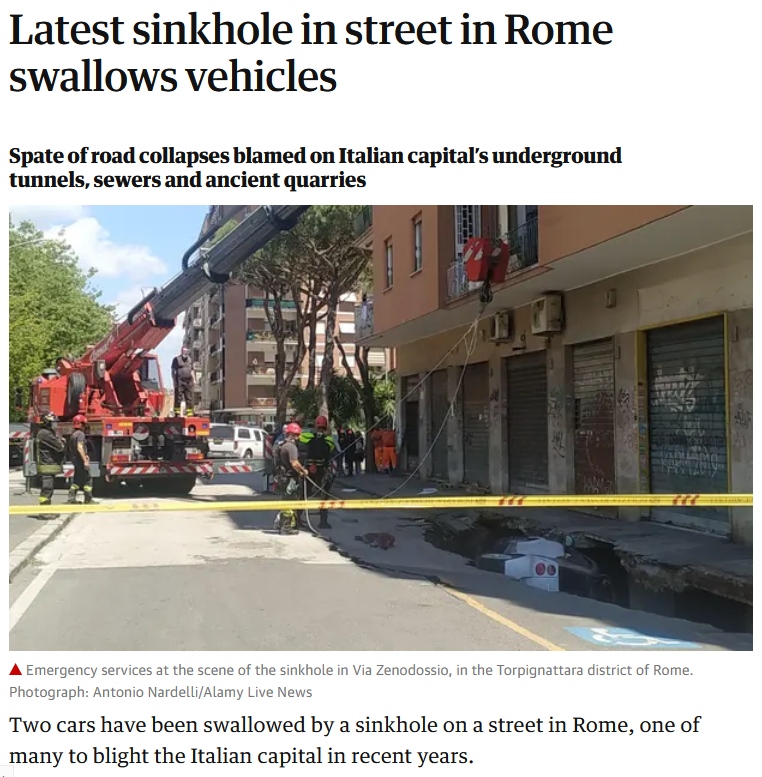 Latest sinkhole in street in Rome
swallows vehicles
Spate of road collapses blamed on Italian capital's underground
tunnels, sewers and ancient quarries
Emergency services at the scene of the sinkhole in Via Zenodossio, in the Torpignattara district of Rome.
Photograph: Antonio Nardelli/Alamy Live News
Two cars have been swallowed by a sinkhole on a street in Rome, one of
many to blight the Italian capital in recent years.